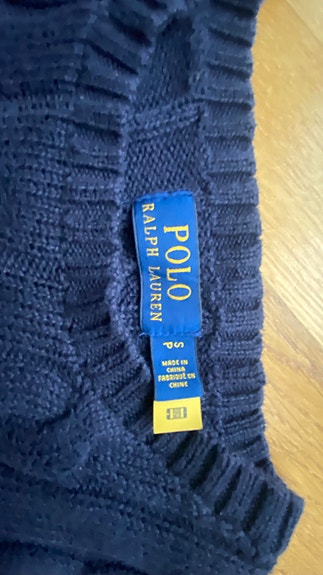 POLO
RALPH LAUREN
S
P
MADE IN
CHINA
FABRIQUÉ EN
CHINE